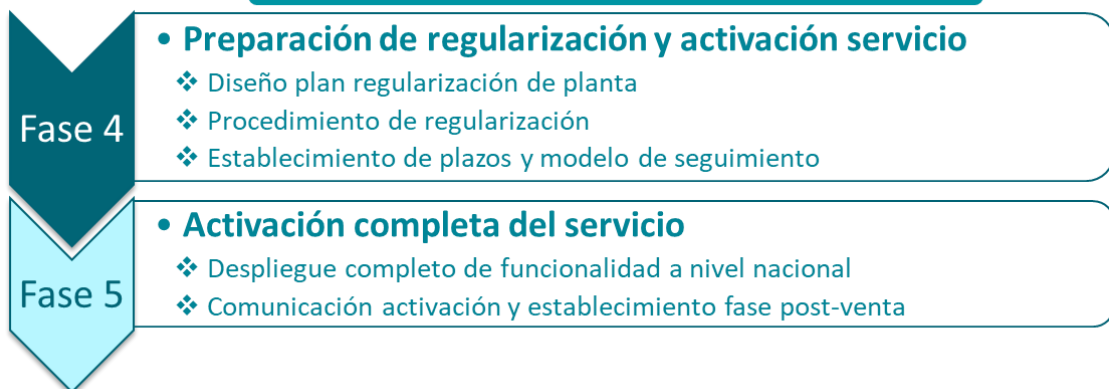 Fase 4
• Preparación de regularización y activación servicio
❖ Diseño plan regularización de planta
❖ Procedimiento de regularización
❖ Establecimiento de plazos y modelo de seguimiento
Fase 5
• Activación completa del servicio
❖ Despliegue completo de funcionalidad a nivel nacional
❖ Comunicación activación y establecimiento fase post-venta